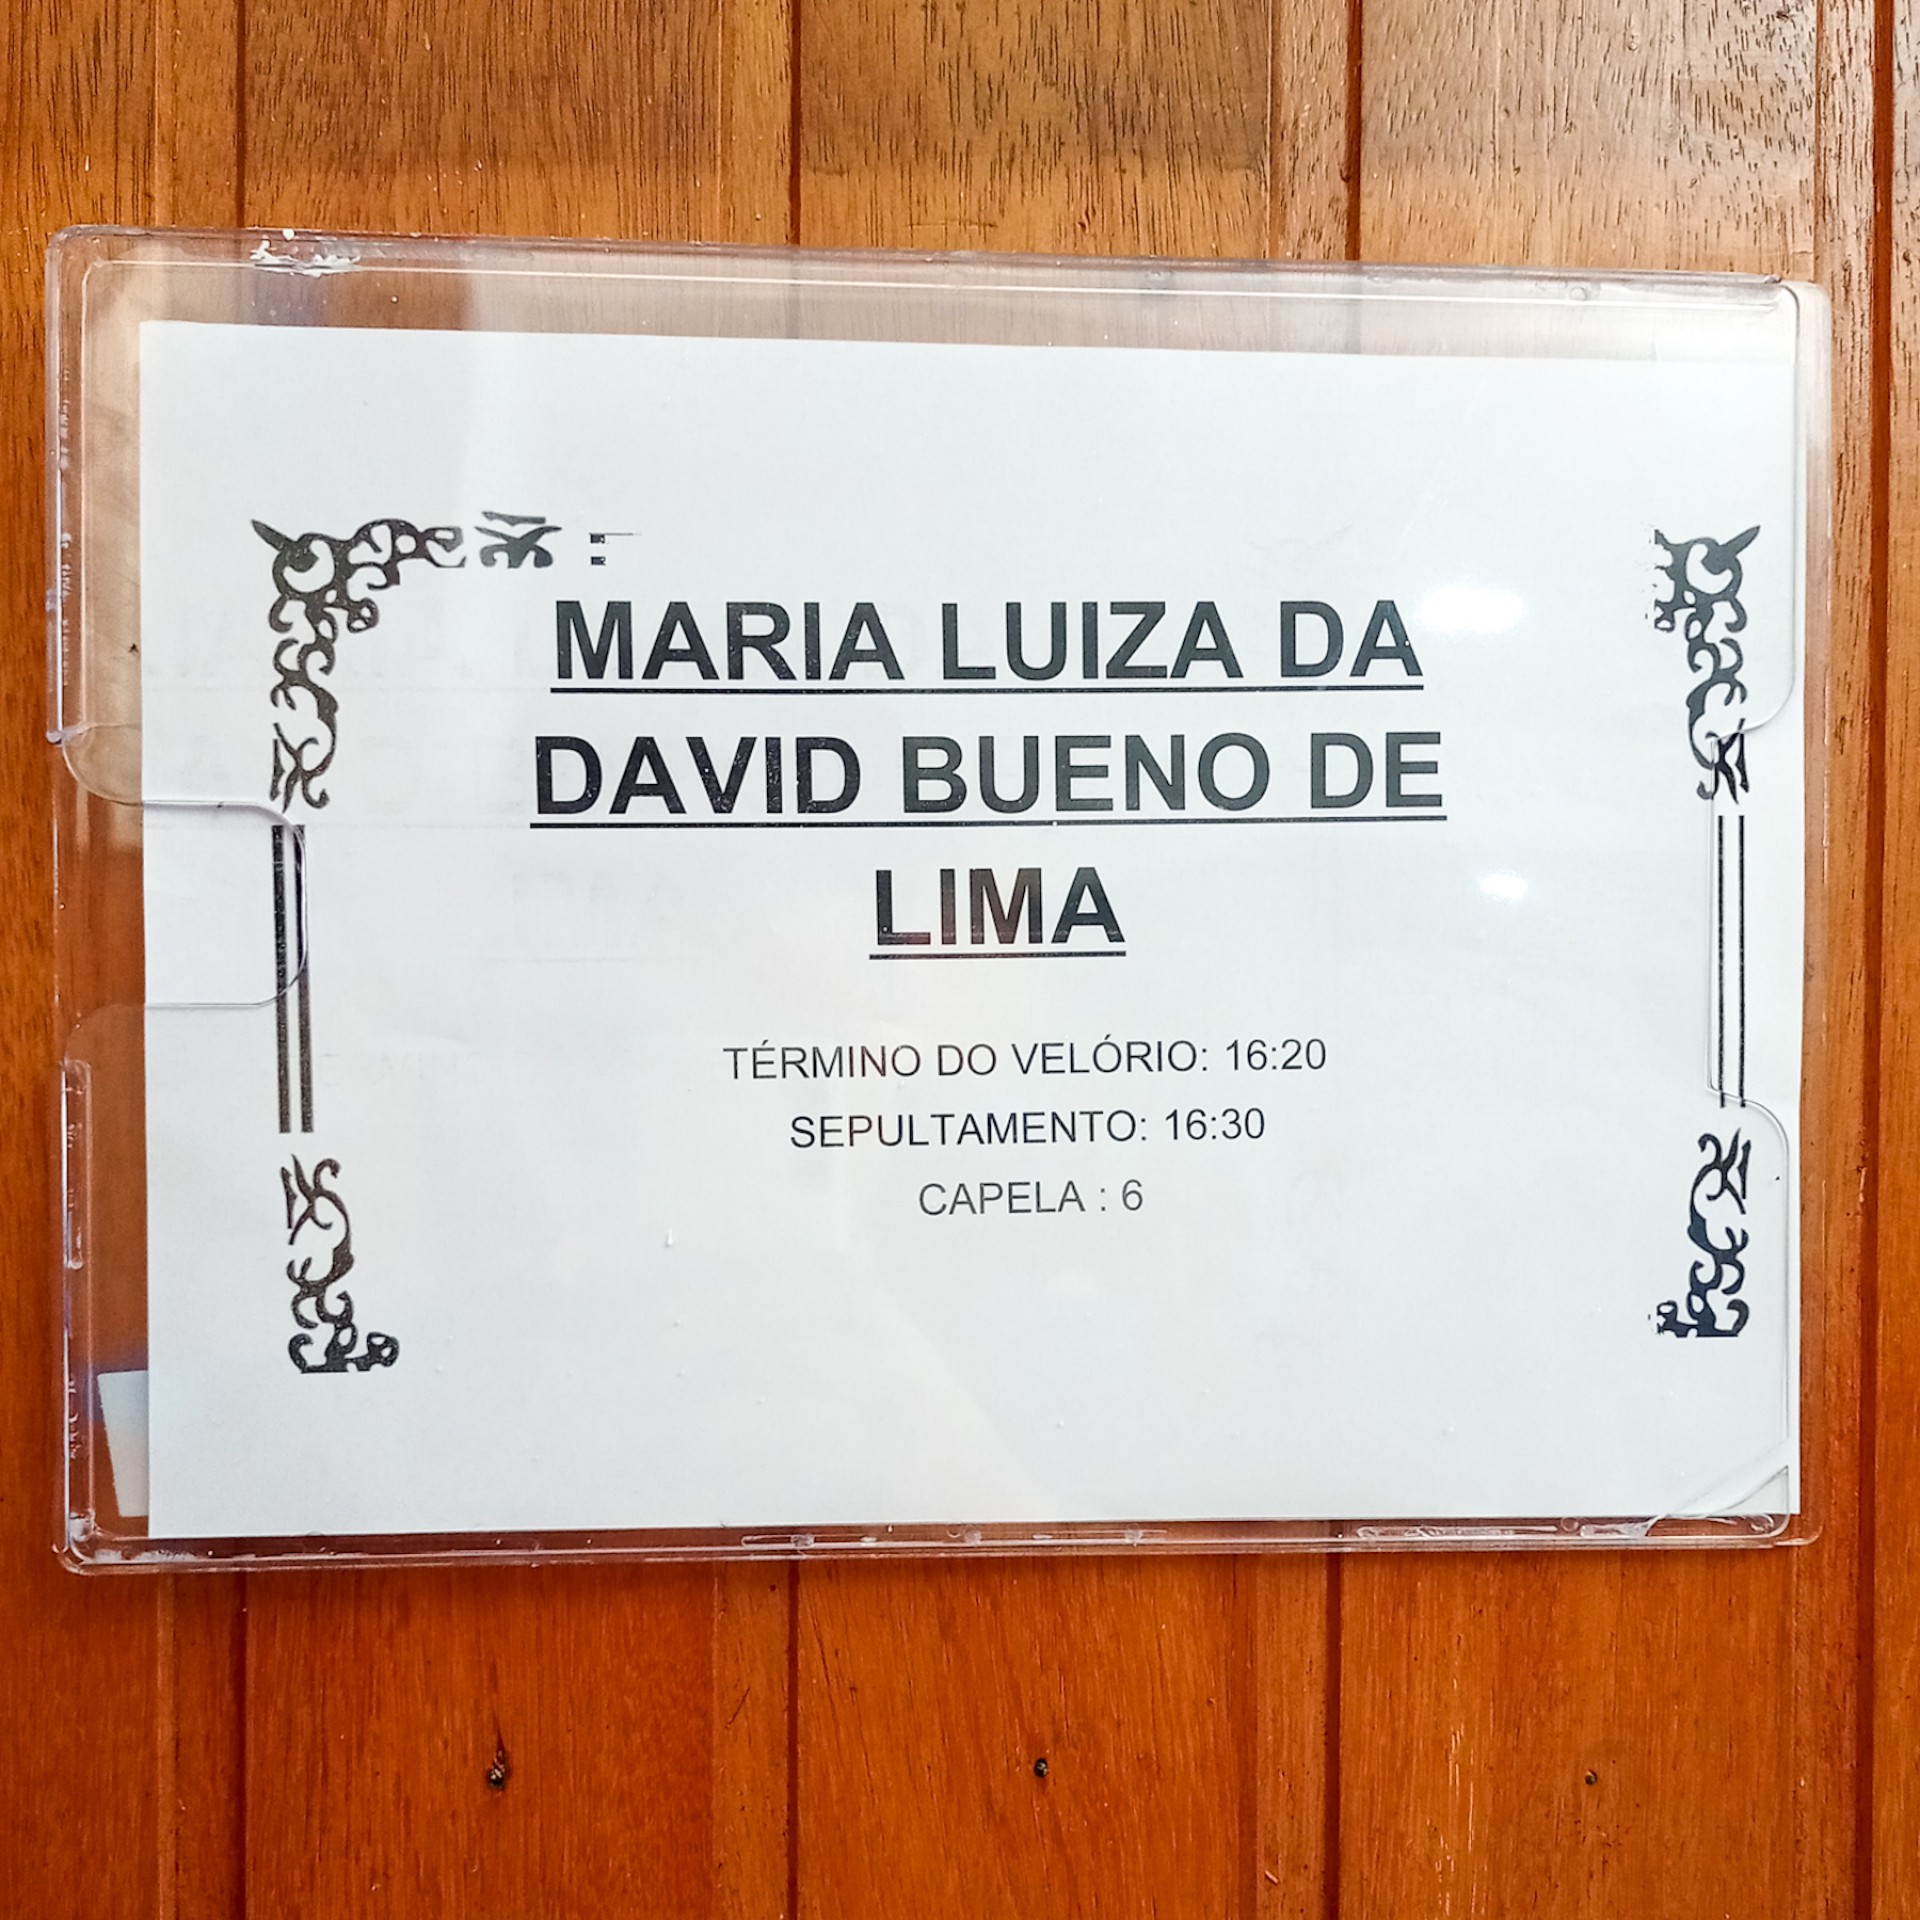 MARIA LUIZA DA
DAVID BUENO DE
LIMA
TÉRMINO DO VELÓRIO: 16:20
SEPULTAMENTO: 16:30
CAPELA : 6